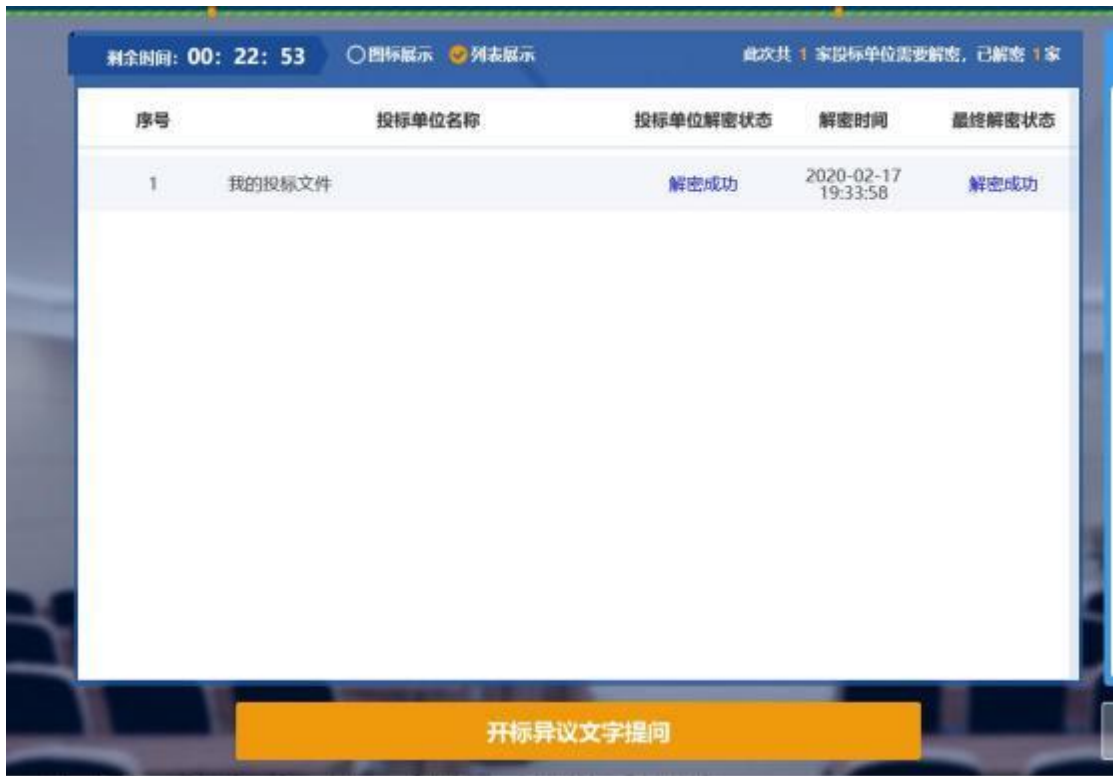 剩余时间: 00: 22: 53 图标展示 列表展示 此次共 1 家投标单位需要解密, 已解密 1 家
序号 投标单位名称 投标单位解密状态 解密时间 最终解密状态
1 我的投标文件 解密成功 2020-02-17 19:33:58 解密成功
开标异议文字提问